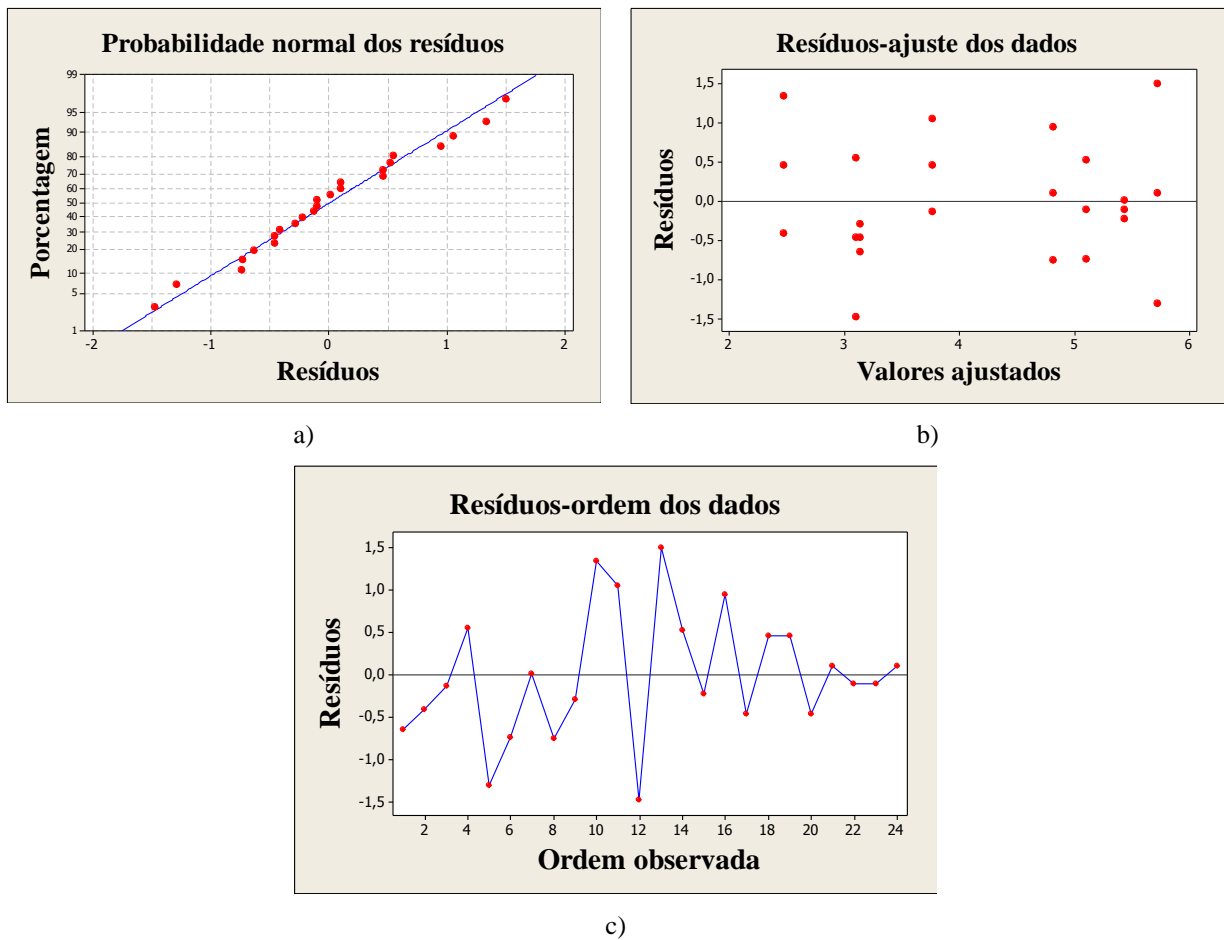 Probabilidade normal dos resíduos
99
95
90
80
70
60
50
40
30
20
10
5
1
Porcentagem
-2 -1 0 1 2
Resíduos
a)
Resíduos-ajuste dos dados
1,5
1,0
0,5
0,0
-0,5
-1,0
-1,5
Resíduos
2 3 4 5 6
Valores ajustados
b)
Resíduos-ordem dos dados
1,5
1,0
0,5
0,0
-0,5
-1,0
-1,5
Resíduos
2 4 6 8 10 12 14 16 18 20 22 24
Ordem observada
c)